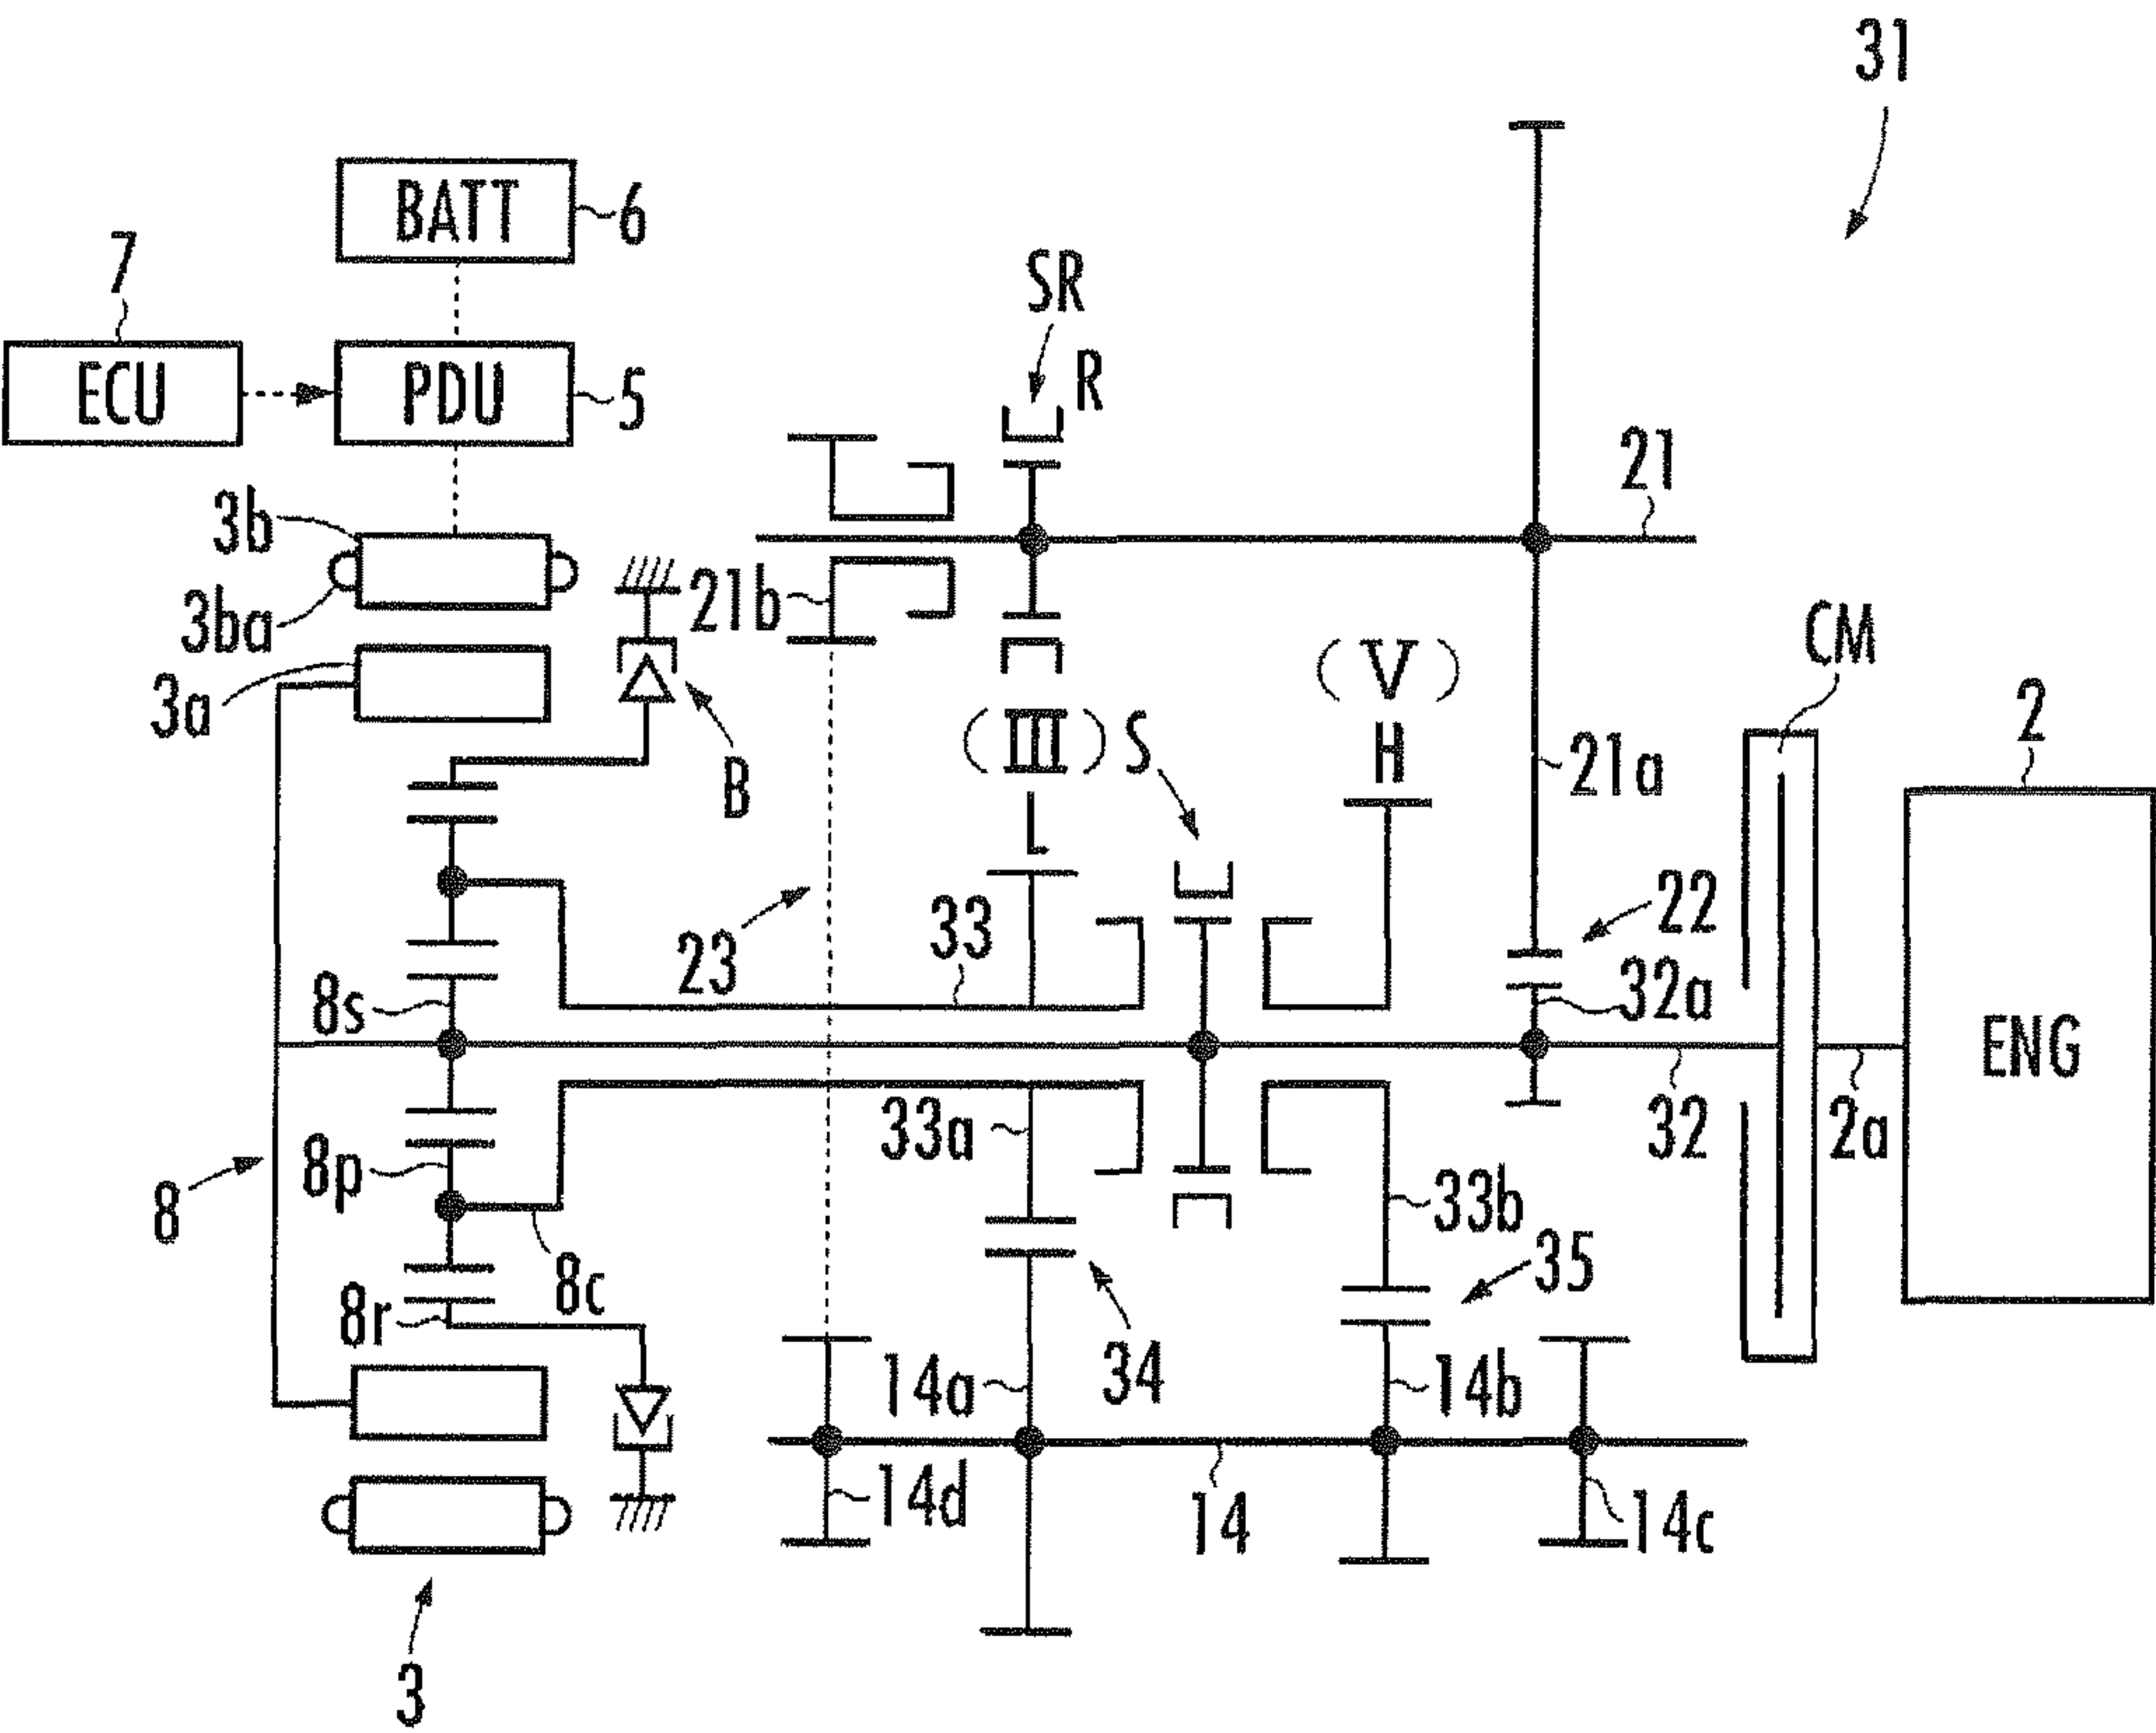 31
BATT
6
7
SR
ECU
PDU
5
R
21
3b
3ba
21b
(V)
CM
3a
(III)
S
H
2
B
L
21a
22
33
23
8s
32a
ENG
33a
32
2a
8p
8
33b
35
8c
8r
14a
34
14b
14d
14
14c
3